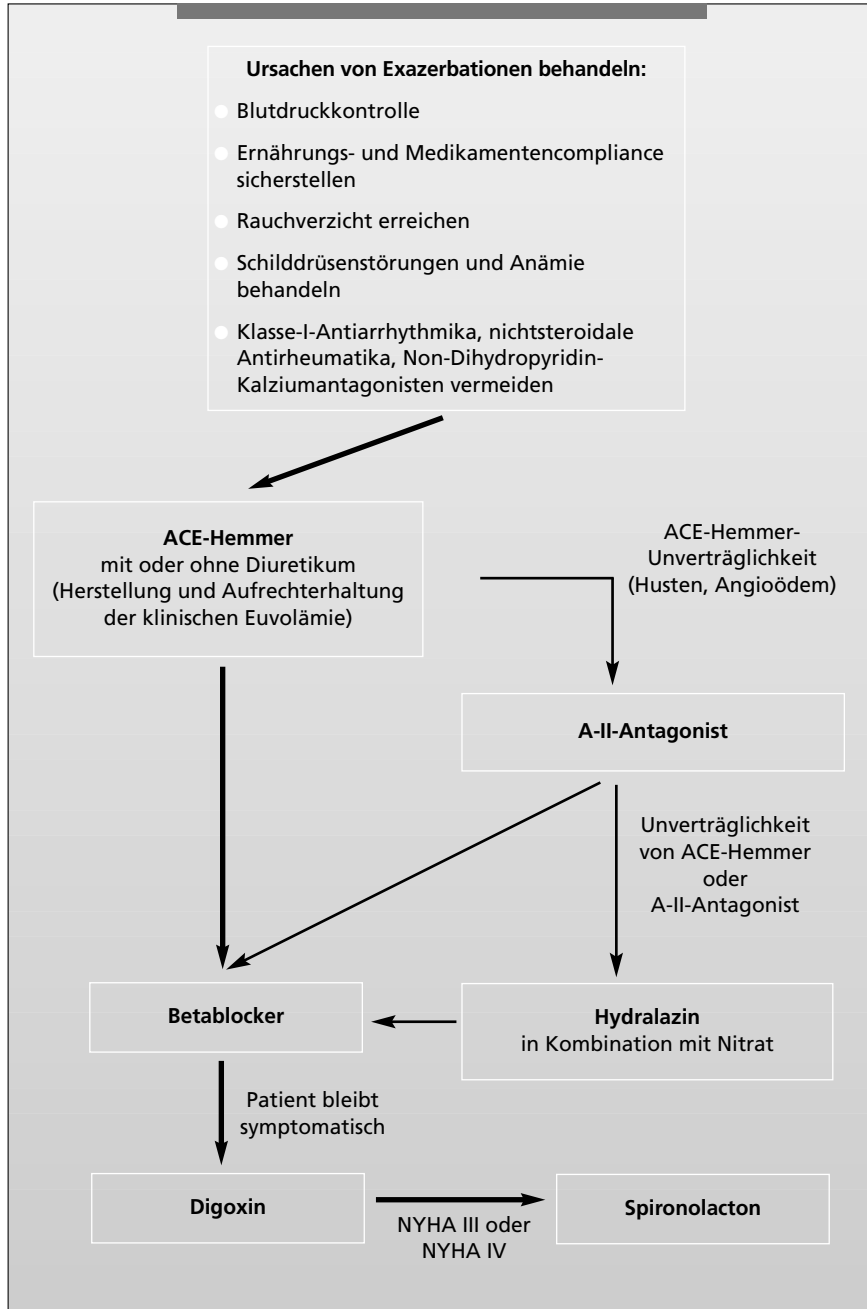 Ursachen von Exazerbationen behandeln:
Blutdruckkontrolle
Ernährungs- und Medikamentencompliance
sicherstellen
Rauchverzicht erreichen
Schilddrüsenstörungen und Anämie
behandeln
Klasse-I-Antiarrhythmika, nichtsteroidale
Antirheumatika, Non-Dihydropyridin-
Kalziumantagonisten vermeiden
ACE-Hemmer
mit oder ohne Diuretikum
(Herstellung und Aufrechterhaltung
der klinischen Euvolämie)
ACE-Hemmer-
Unverträglichkeit
(Husten, Angioödem)
A-II-Antagonist
Unverträglichkeit
von ACE-Hemmer
oder
A-II-Antagonist
Betablocker
Hydralazin
in Kombination mit Nitrat
Patient bleibt
symptomatisch
Digoxin
NYHA III oder
NYHA IV
Spironolacton